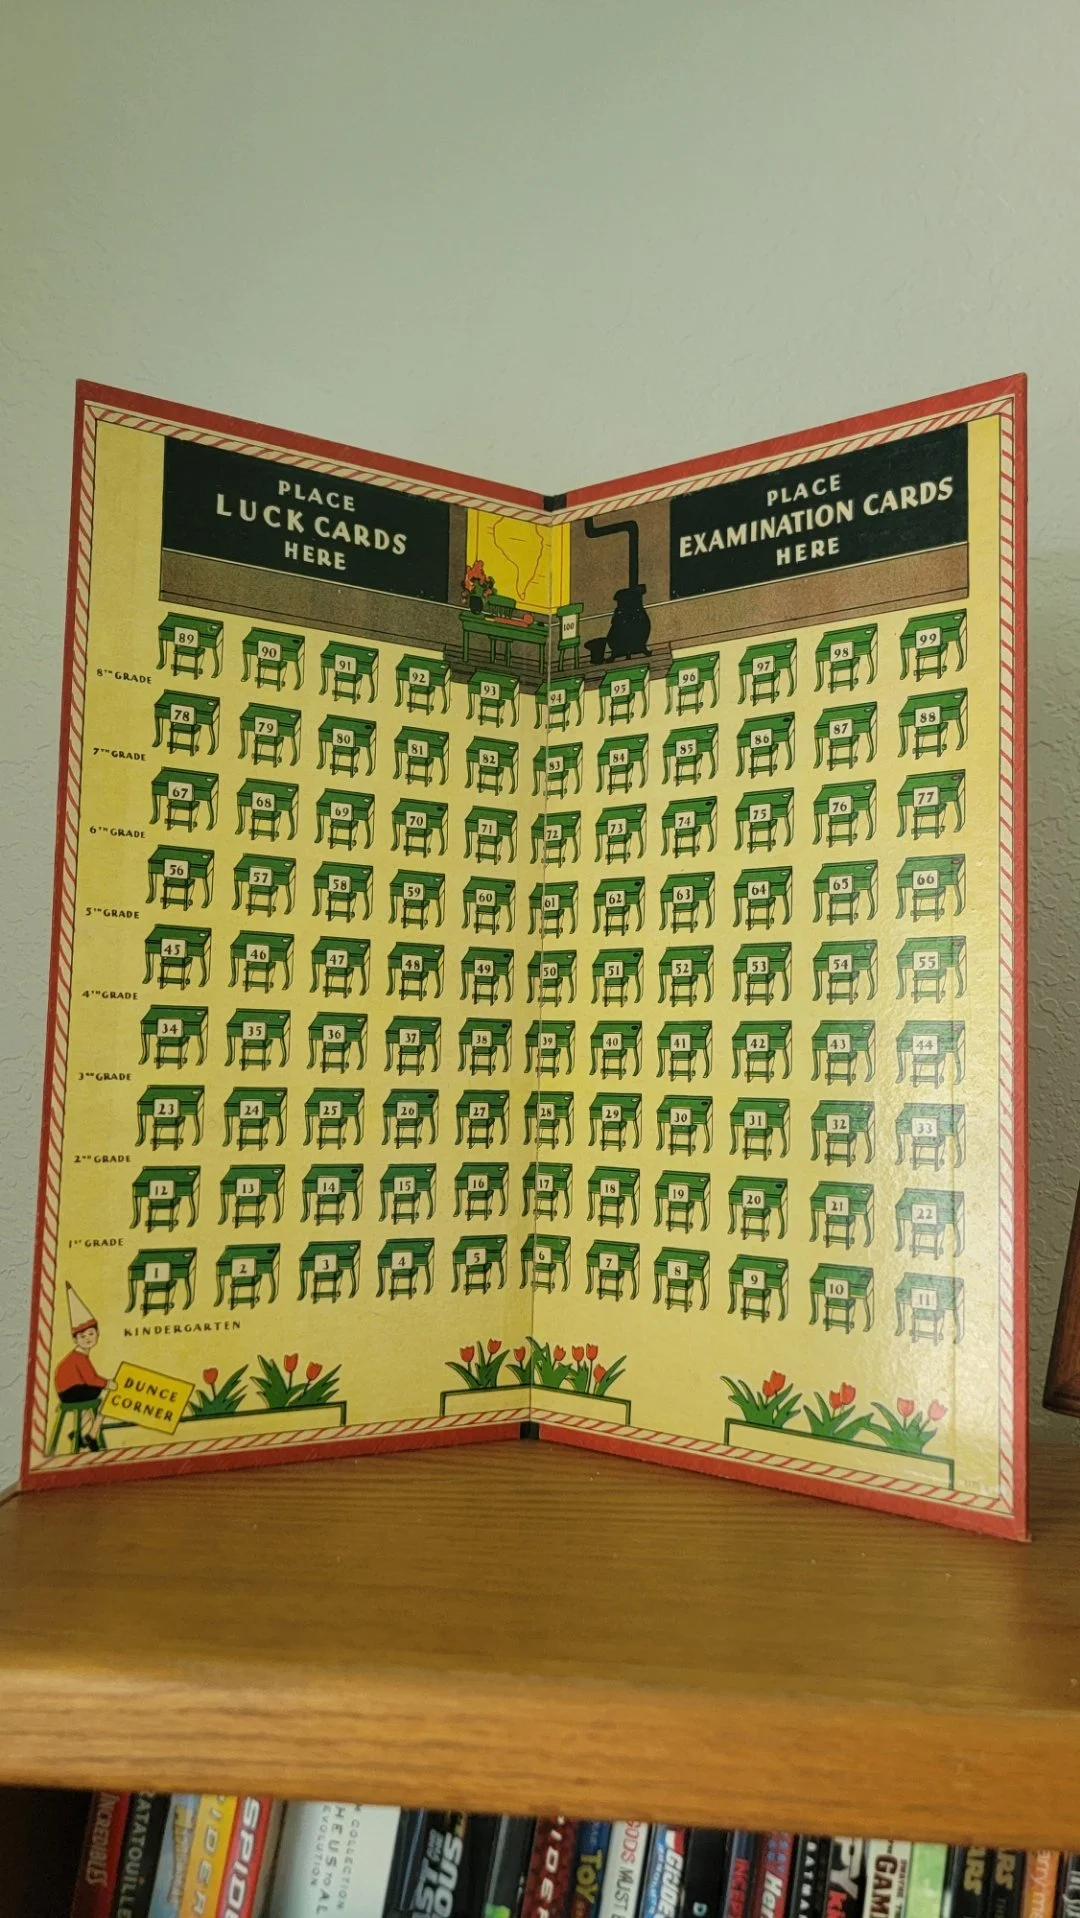 PLACE
LUCK CARDS
HERE
PLACE
EXAMINATION CARDS
HERE
100
89 90 91 92 93 94 95 96 97 98 99
8TH GRADE
78 79 80 81 82 83 84 85 86 87 88
7TH GRADE
67 68 69 70 71 72 73 74 75 76 77
6TH GRADE
56 57 58 59 60 61 62 63 64 65 66
5TH GRADE
45 46 47 48 49 50 51 52 53 54 55
4TH GRADE
34 35 36 37 38 39 40 41 42 43 44
3RD GRADE
23 24 25 26 27 28 29 30 31 32 33
2ND GRADE
12 13 14 15 16 17 18 19 20 21 22
1ST GRADE
1 2 3 4 5 6 7 8 9 10 11
KINDERGARTEN
DUNCE
CORNER
INCREDIBLES
RATATOUILLE
SPID
TOY